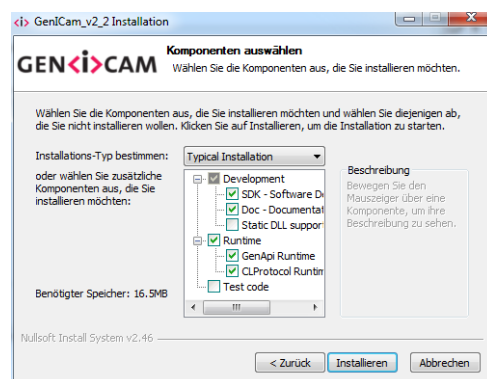 <i> GenICam_v2_2 Installation
GEN<i>CAM
Komponenten auswählen
Wählen Sie die Komponenten aus, die Sie installieren möchten.
Wählen Sie die Komponenten aus, die Sie installieren möchten und wählen Sie diejenigen ab,
die Sie nicht installieren wollen. Klicken Sie auf Installieren, um die Installation zu starten.
Installations-Typ bestimmen:
Typical Installation
oder wählen Sie zusätzliche
Komponenten aus, die Sie
installieren möchten:
Development
SDK - Software D
Doc - Documentat
Static DLL suppor
Runtime
GenApi Runtime
CLProtocol Runtim
Test code
Beschreibung
Bewegen Sie den
Mauszeiger über eine
Komponente, um ihre
Beschreibung zu sehen.
Benötigter Speicher: 16.5MB
Nullsoft Install System v2.46
< Zurück
Installieren
Abbrechen